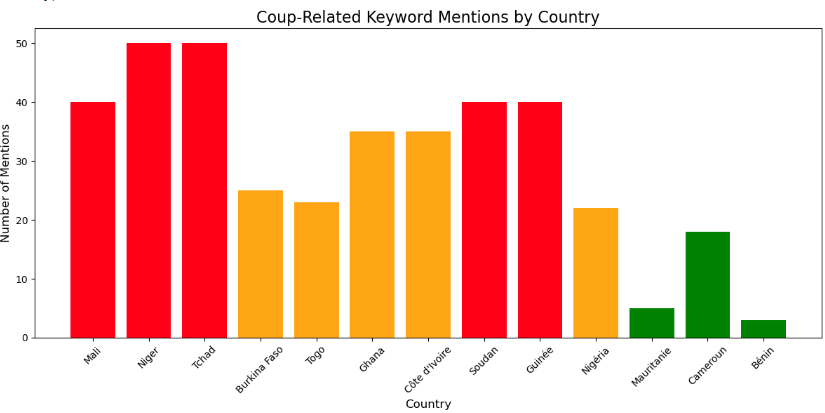 Coup-Related Keyword Mentions by Country
Number of Mentions
50
40
30
20
10
0
Mali
Niger
Tchad
Burkina Faso
Togo
Ghana
Côte d'Ivoire
Soudan
Guinée
Nigéria
Mauritanie
Cameroun
Bénin
Country